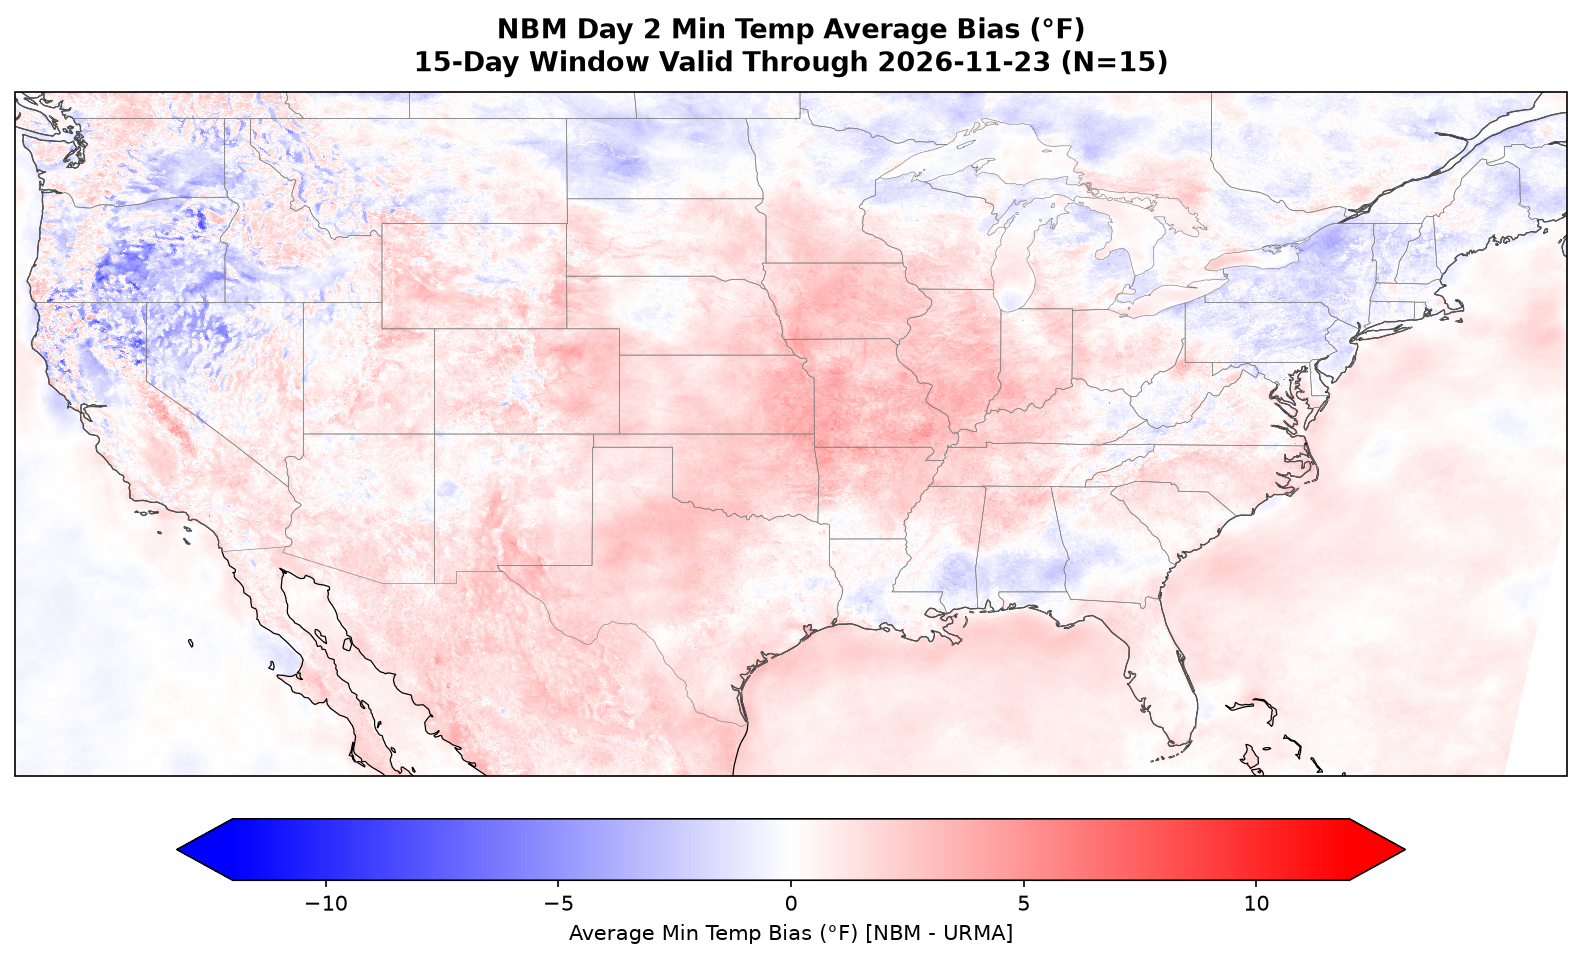 NBM Day 2 Min Temp Average Bias (°F)
15-Day Window Valid Through 2026-11-23 (N=15)
−10 −5 0 5 10
Average Min Temp Bias (°F) [NBM - URMA]